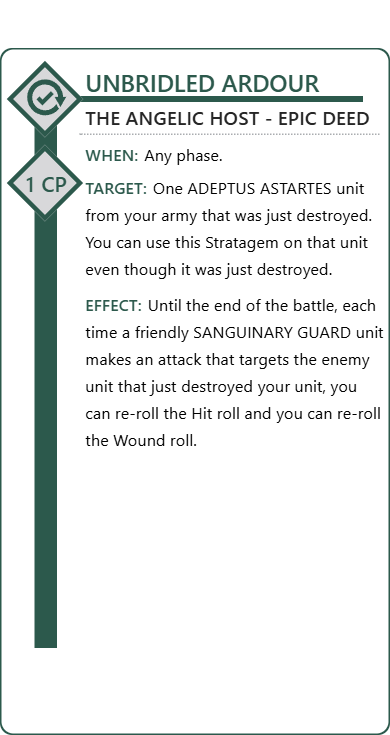 UNBRIDLED ARDOUR
THE ANGELIC HOST - EPIC DEED
WHEN: Any phase.
1 CP
TARGET: One ADEPTUS ASTARTES unit
from your army that was just destroyed.
You can use this Stratagem on that unit
even though it was just destroyed.
EFFECT: Until the end of the battle, each
time a friendly SANGUINARY GUARD unit
makes an attack that targets the enemy
unit that just destroyed your unit, you
can re-roll the Hit roll and you can re-roll
the Wound roll.